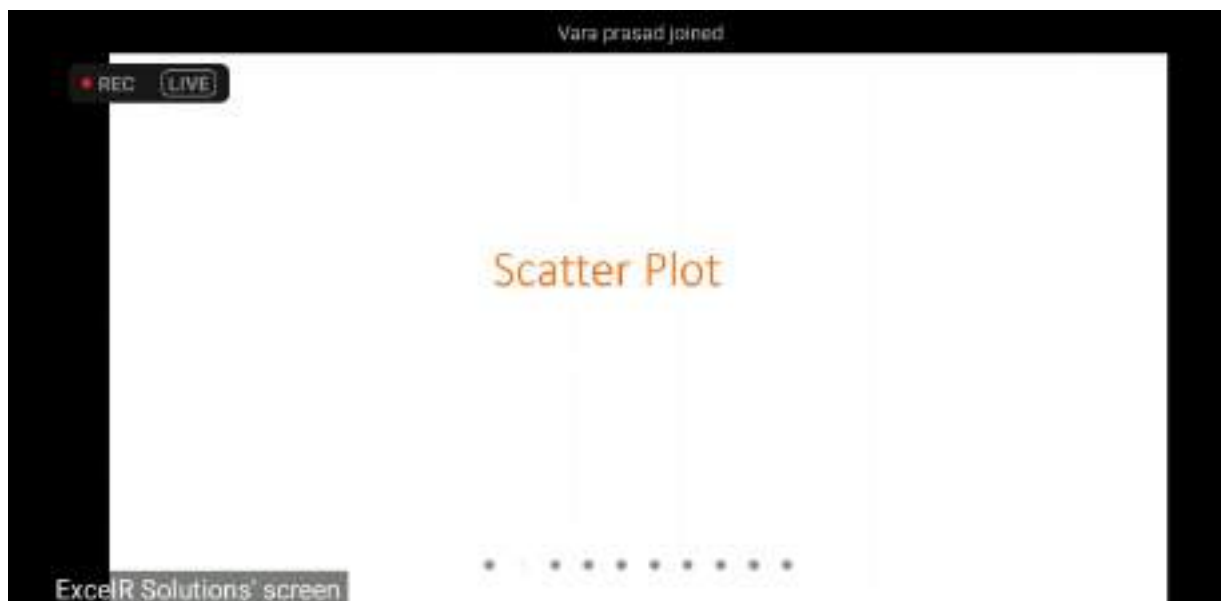 Vara prasad joined
REC LIVE
Scatter Plot
ExcelR Solutions' screen